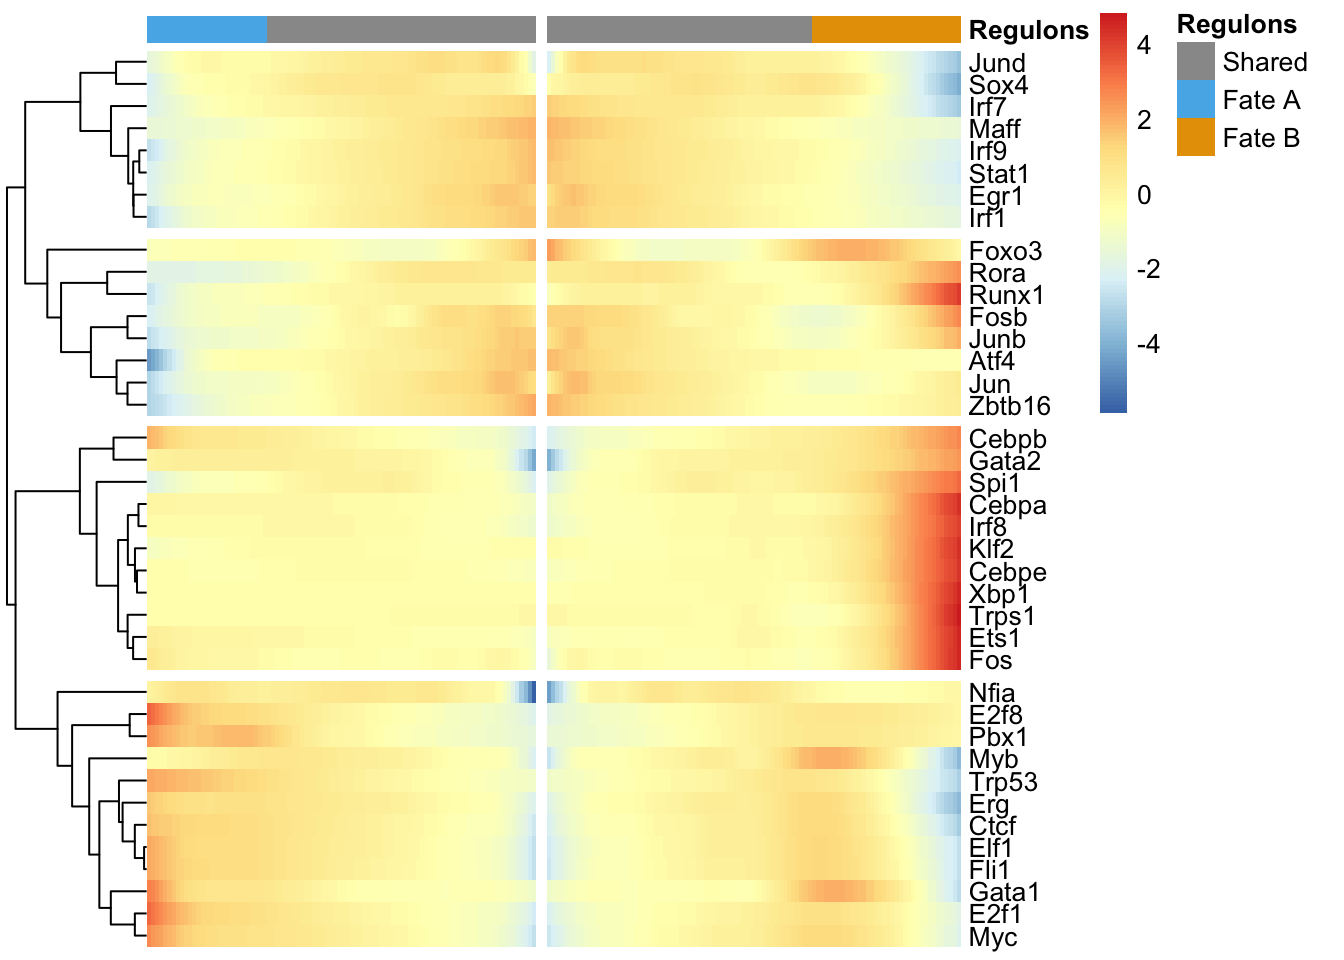 Regulons
Jund
Sox4
Irf7
Maff
Irf9
Stat1
Egr1
Irf1
Foxo3
Rora
Runx1
Fosb
Junb
Atf4
Jun
Zbtb16
Cebpb
Gata2
Spi1
Cebpa
Irf8
Klf2
Cebpe
Xbp1
Trps1
Ets1
Fos
Nfia
E2f8
Pbx1
Myb
Trp53
Erg
Ctcf
Elf1
Fli1
Gata1
E2f1
Myc
4
2
0
-2
-4
Regulons
Shared
Fate A
Fate B